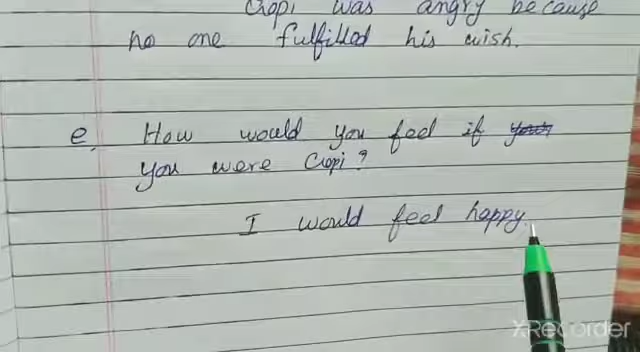 Gopi was angry because
no one fulfilled his wish.
e. How would you feel if your
you were Gopi?
I would feel happy.
XRecorder